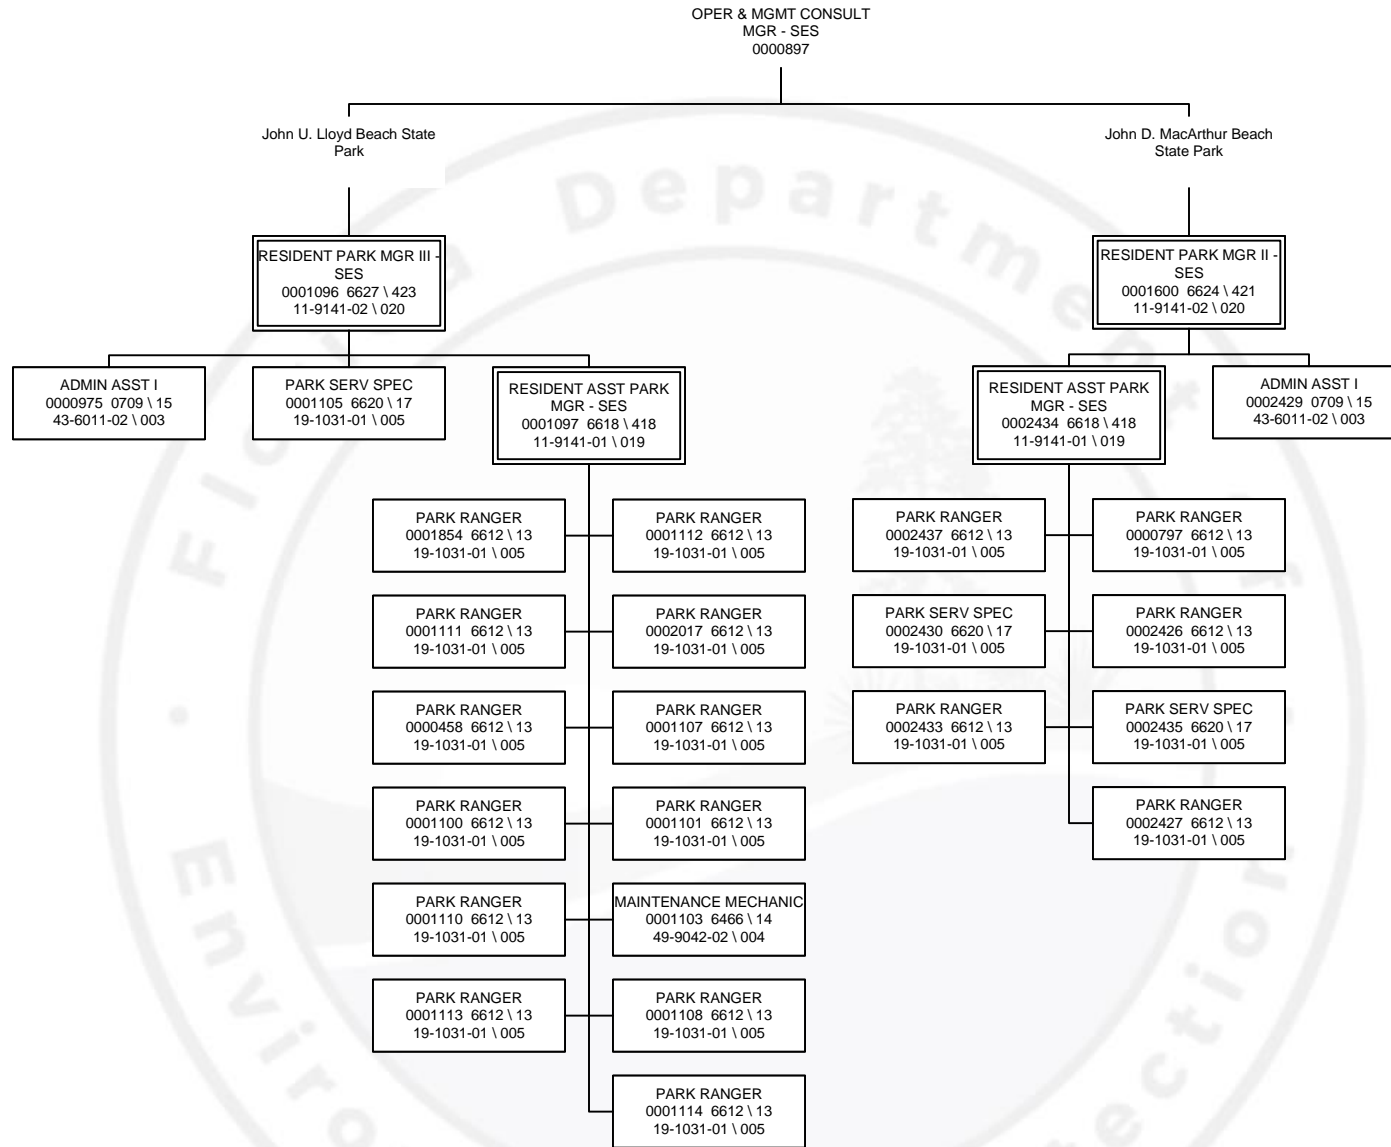 OPER & MGMT CONSULT
MGR - SES
0000897
John U. Lloyd Beach State
Park
John D. MacArthur Beach
State Park
RESIDENT PARK MGR III -
SES
0001096 6627 \ 423
11-9141-02 \ 020
RESIDENT PARK MGR II -
SES
0001600 6624 \ 421
11-9141-02 \ 020
ADMIN ASST I
0000975 0709 \ 15
43-6011-02 \ 003
PARK SERV SPEC
0001105 6620 \ 17
19-1031-01 \ 005
RESIDENT ASST PARK
MGR - SES
0001097 6618 \ 418
11-9141-01 \ 019
RESIDENT ASST PARK
MGR - SES
0002434 6618 \ 418
11-9141-01 \ 019
ADMIN ASST I
0002429 0709 \ 15
43-6011-02 \ 003
PARK RANGER
0001854 6612 \ 13
19-1031-01 \ 005
PARK RANGER
0001112 6612 \ 13
19-1031-01 \ 005
PARK RANGER
0002437 6612 \ 13
19-1031-01 \ 005
PARK RANGER
0000797 6612 \ 13
19-1031-01 \ 005
PARK RANGER
0001111 6612 \ 13
19-1031-01 \ 005
PARK RANGER
0002017 6612 \ 13
19-1031-01 \ 005
PARK SERV SPEC
0002430 6620 \ 17
19-1031-01 \ 005
PARK RANGER
0002426 6612 \ 13
19-1031-01 \ 005
PARK RANGER
0000458 6612 \ 13
19-1031-01 \ 005
PARK RANGER
0001107 6612 \ 13
19-1031-01 \ 005
PARK RANGER
0002433 6612 \ 13
19-1031-01 \ 005
PARK SERV SPEC
0002435 6620 \ 17
19-1031-01 \ 005
PARK RANGER
0001100 6612 \ 13
19-1031-01 \ 005
PARK RANGER
0001101 6612 \ 13
19-1031-01 \ 005
PARK RANGER
0002427 6612 \ 13
19-1031-01 \ 005
PARK RANGER
0001110 6612 \ 13
19-1031-01 \ 005
MAINTENANCE MECHANIC
0001103 6466 \ 14
49-9042-02 \ 004
PARK RANGER
0001113 6612 \ 13
19-1031-01 \ 005
PARK RANGER
0001108 6612 \ 13
19-1031-01 \ 005
PARK RANGER
0001114 6612 \ 13
19-1031-01 \ 005
Department